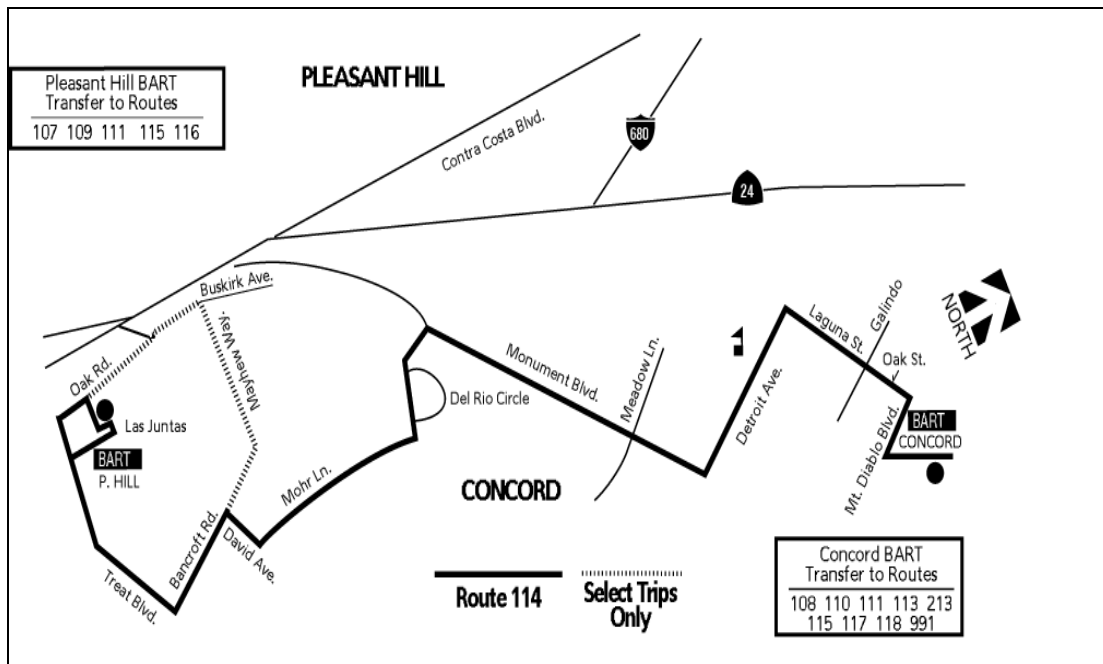 Pleasant Hill BART
Transfer to Routes
107 109 111 115 116
PLEASANT HILL
Contra Costa Blvd.
680
24
Buskirk Ave.
Oak Rd.
Mayhew Way.
Las Juntas
BART
P. HILL
Treat Blvd.
Bancroft Rd.
David Ave.
Mohr Ln.
Del Rio Circle
Monument Blvd.
Meadow Ln.
Detroit Ave.
Laguna St.
Galindo
Oak St.
NORTH
Mt. Diablo Blvd.
BART
CONCORD
CONCORD
Route 114
Select Trips
Only
Concord BART
Transfer to Routes
108 110 111 113 213
115 117 118 991